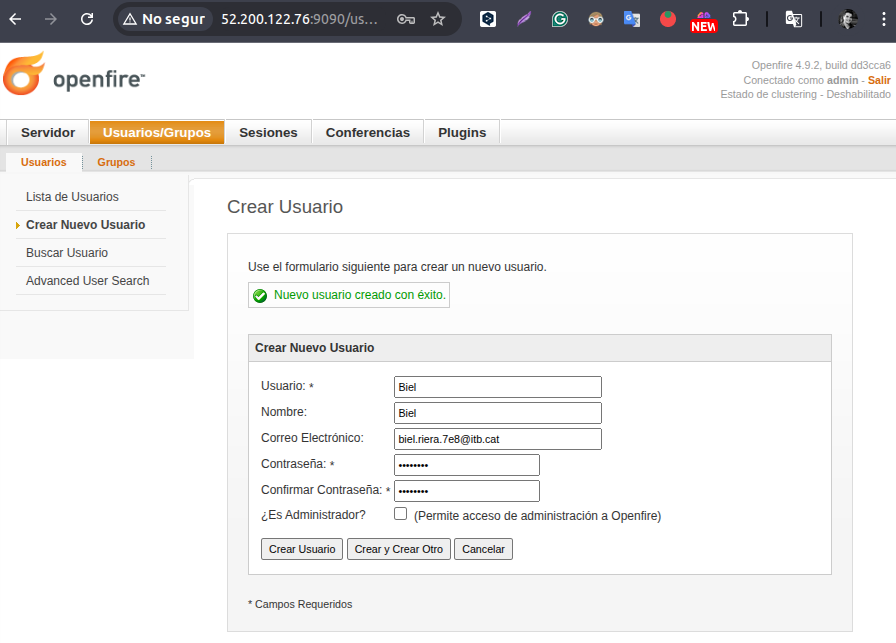 No segur
52.200.122.76:9090/us...
NEW
openfire™
Openfire 4.9.2, build dd3cca6
Conectado como admin - Salir
Estado de clustering - Deshabilitado
Servidor
Usuarios/Grupos
Sesiones
Conferencias
Plugins
Usuarios
Grupos
Lista de Usuarios
Crear Nuevo Usuario
Buscar Usuario
Advanced User Search
Crear Usuario
Use el formulario siguiente para crear un nuevo usuario.
Nuevo usuario creado con éxito.
Crear Nuevo Usuario
Usuario: * Biel
Nombre: Biel
Correo Electrónico: biel.riera.7e8@itb.cat
Contraseña: * ••••••••
Confirmar Contraseña: * ••••••••
¿Es Administrador? (Permite acceso de administración a Openfire)
Crear Usuario
Crear y Crear Otro
Cancelar
* Campos Requeridos